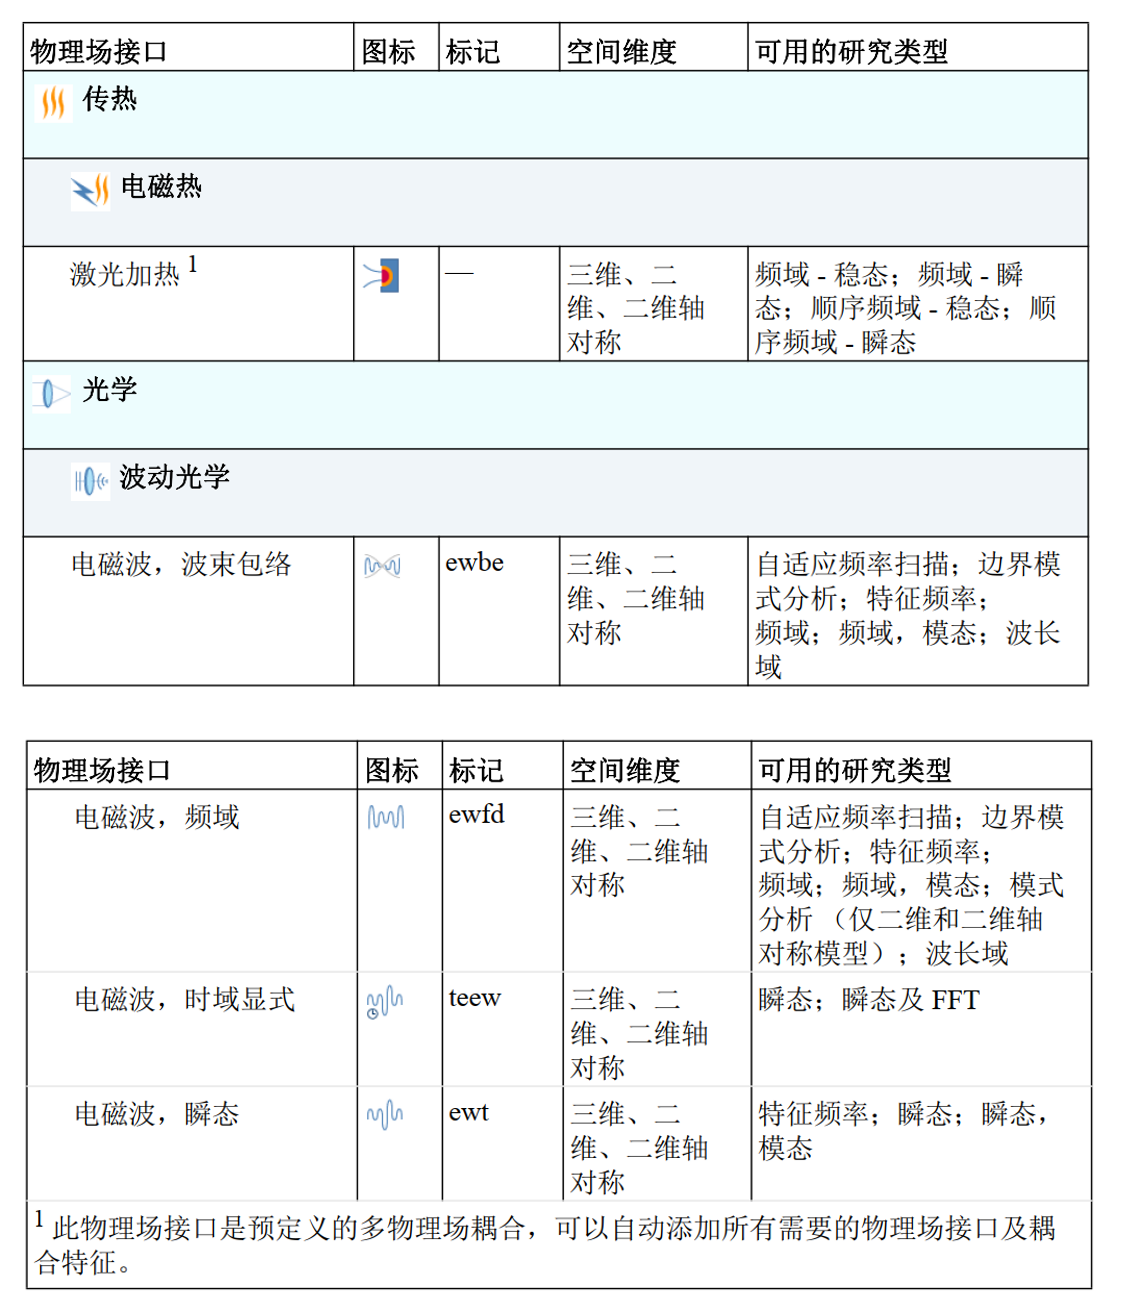 物理场接口 图标 标记 空间维度 可用的研究类型
传热
电磁热
激光加热 1 — 三维、二 频域 - 稳态；频域 - 瞬
维、二维轴 态；顺序频域 - 稳态；顺
对称 序频域 - 瞬态
光学
波动光学
电磁波，波束包络 ewbe 三维、二 自适应频率扫描；边界模
维、二维轴 式分析；特征频率；
对称 频域；频域，模态；波长
域
物理场接口 图标 标记 空间维度 可用的研究类型
电磁波，频域 ewfd 三维、二 自适应频率扫描；边界模
维、二维轴 式分析；特征频率；
对称 频域；频域，模态；模式
分析 （仅二维和二维轴
对称模型）；波长域
电磁波，时域显式 teew 三维、二 瞬态；瞬态及 FFT
维、二维轴
对称
电磁波，瞬态 ewt 三维、二 特征频率；瞬态；瞬态，
维、二维轴 模态
对称
1 此物理场接口是预定义的多物理场耦合，可以自动添加所有需要的物理场接口及耦
合特征。